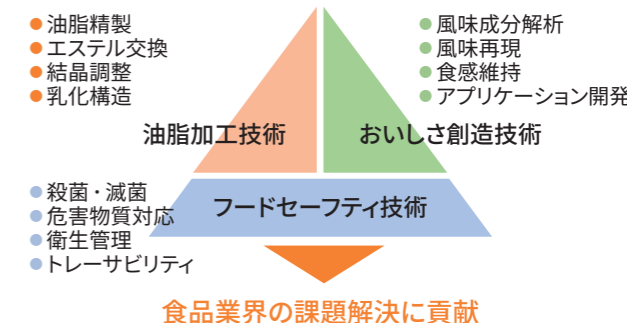 ● 油脂精製
● エステル交換
● 結晶調整
● 乳化構造
● 風味成分解析
● 風味再現
● 食感維持
● アプリケーション開発
油脂加工技術
おいしさ創造技術
● 殺菌・滅菌
● 危害物質対応
● 衛生管理
● トレーサビリティ
フードセーフティ技術
食品業界の課題解決に貢献